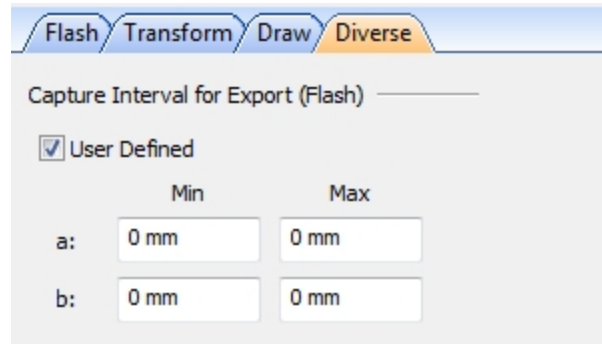 Flash Transform Draw Diverse
Capture Interval for Export (Flash)
User Defined
Min Max
a: 0 mm 0 mm
b: 0 mm 0 mm